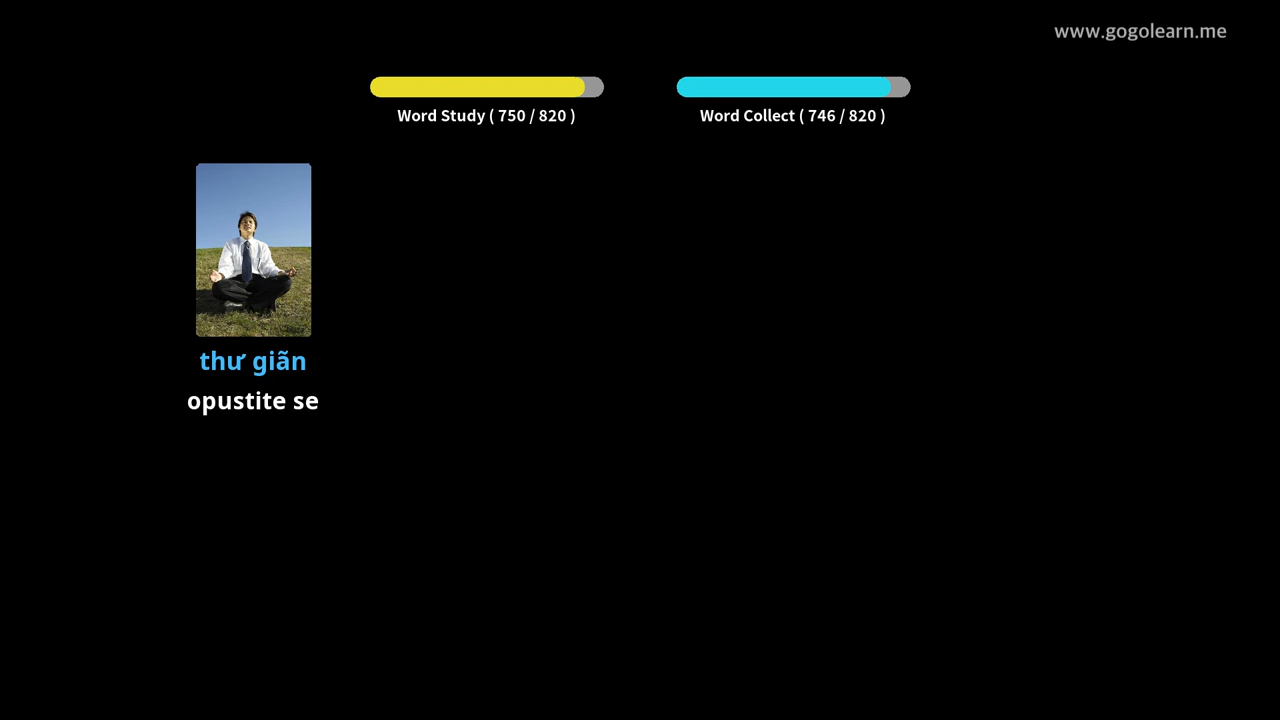 www.gogolearn.me
Word Study ( 750 / 820 )
Word Collect ( 746 / 820 )
thư giãn
opustite se